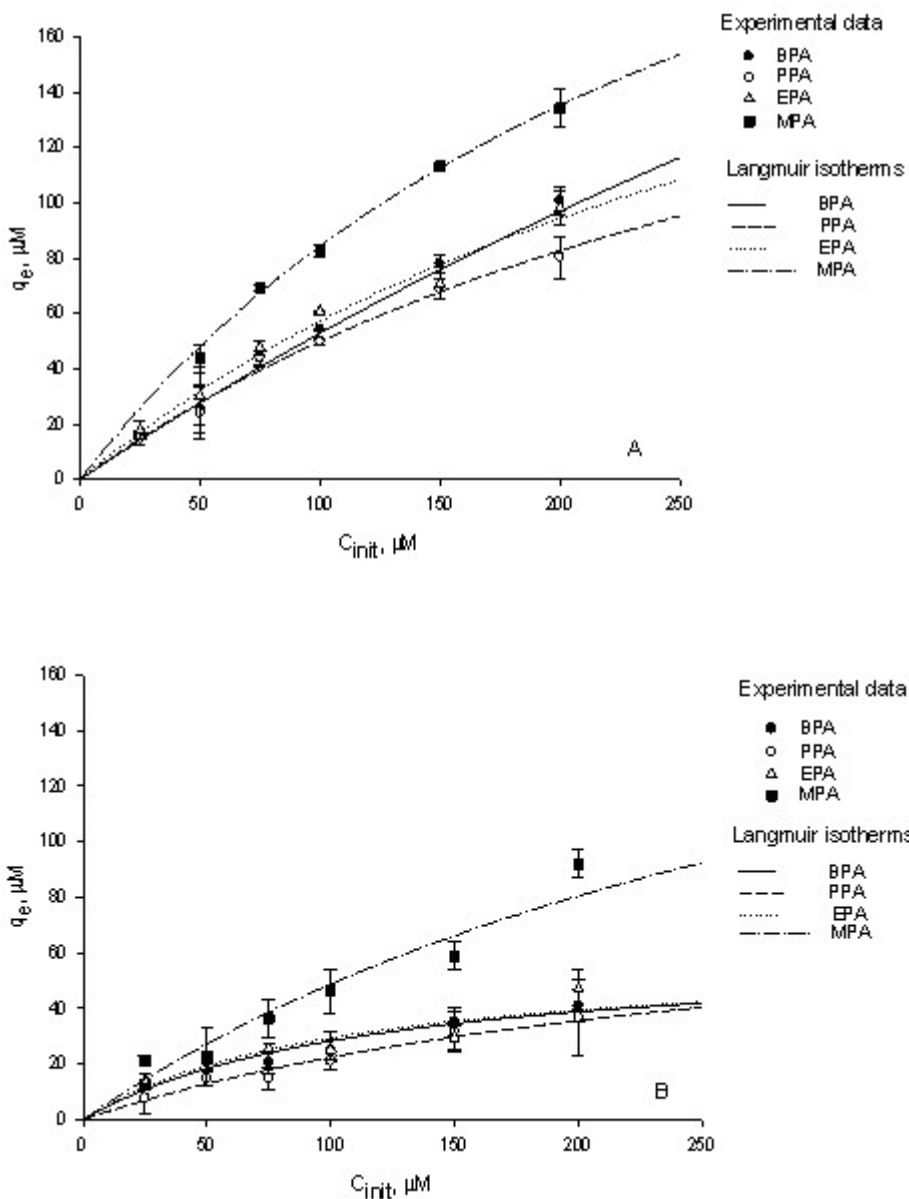 Experimental data
BPA
PPA
EPA
MPA
Langmuir isotherms
BPA
PPA
EPA
MPA
160
140
120
100
80
60
40
20
0
qe, µM
0 50 100 150 200 250
Cinit, µM
A
Experimental data
BPA
PPA
EPA
MPA
Langmuir isotherms
BPA
PPA
EPA
MPA
160
140
120
100
80
60
40
20
0
qe, µM
0 50 100 150 200 250
Cinit, µM
B